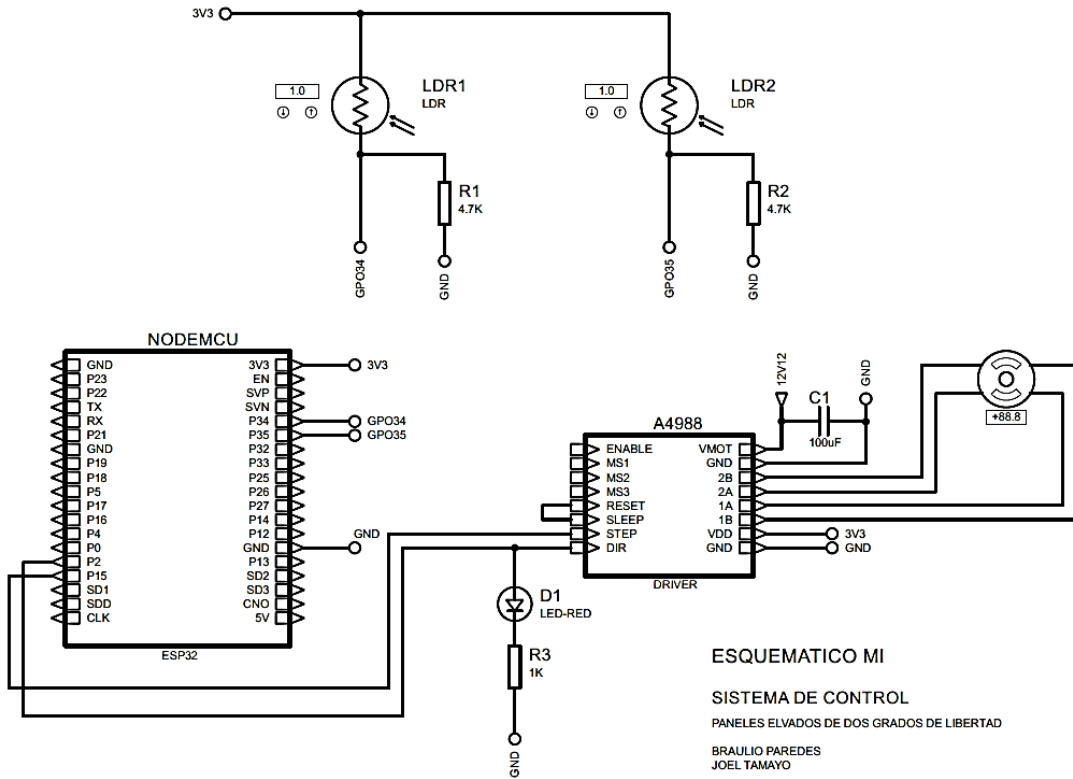 3V3
1.0
LDR1
LDR
1.0
LDR2
LDR
R1
4.7K
R2
4.7K
GPO34
GND
GPO35
GND
NODEMCU
GND
P23
P22
TX
RX
P21
GND
P19
P18
P5
P17
P16
P4
P0
P2
P15
SD1
SDD
CLK
3V3
EN
SVP
SVN
P34
P35
P32
P33
P25
P26
P27
P14
P12
GND
P13
SD2
SD3
CNO
5V
ESP32
3V3
GPO34
GPO35
GND
12V12
GND
C1
100uF
A4988
ENABLE
MS1
MS2
MS3
RESET
SLEEP
STEP
DIR
VMOT
GND
2B
2A
1A
1B
VDD
GND
DRIVER
3V3
GND
+88.8
D1
LED-RED
R3
1K
GND
ESQUEMATICO MI
SISTEMA DE CONTROL
PANELES ELVADOS DE DOS GRADOS DE LIBERTAD
BRAULIO PAREDES
JOEL TAMAYO